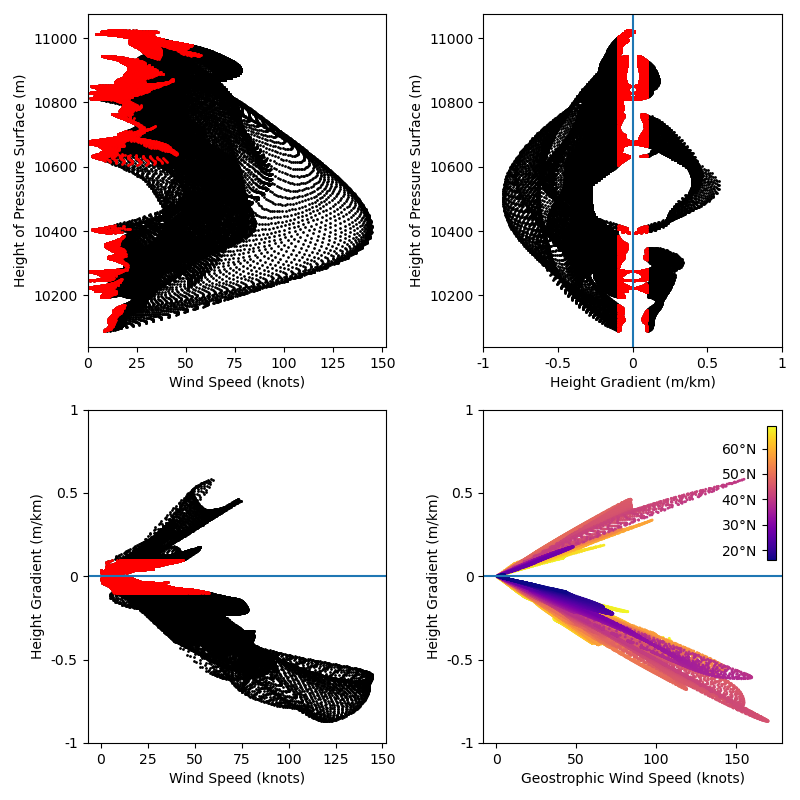 11000
10800
10600
10400
10200
Height of Pressure Surface (m)
0 25 50 75 100 125 150
Wind Speed (knots)
11000
10800
10600
10400
10200
Height of Pressure Surface (m)
-1 -0.5 0 0.5 1
Height Gradient (m/km)
1
0.5
0
-0.5
-1
Height Gradient (m/km)
0 25 50 75 100 125 150
Wind Speed (knots)
1
0.5
0
-0.5
-1
Height Gradient (m/km)
60°N
50°N
40°N
30°N
20°N
0 50 100 150
Geostrophic Wind Speed (knots)